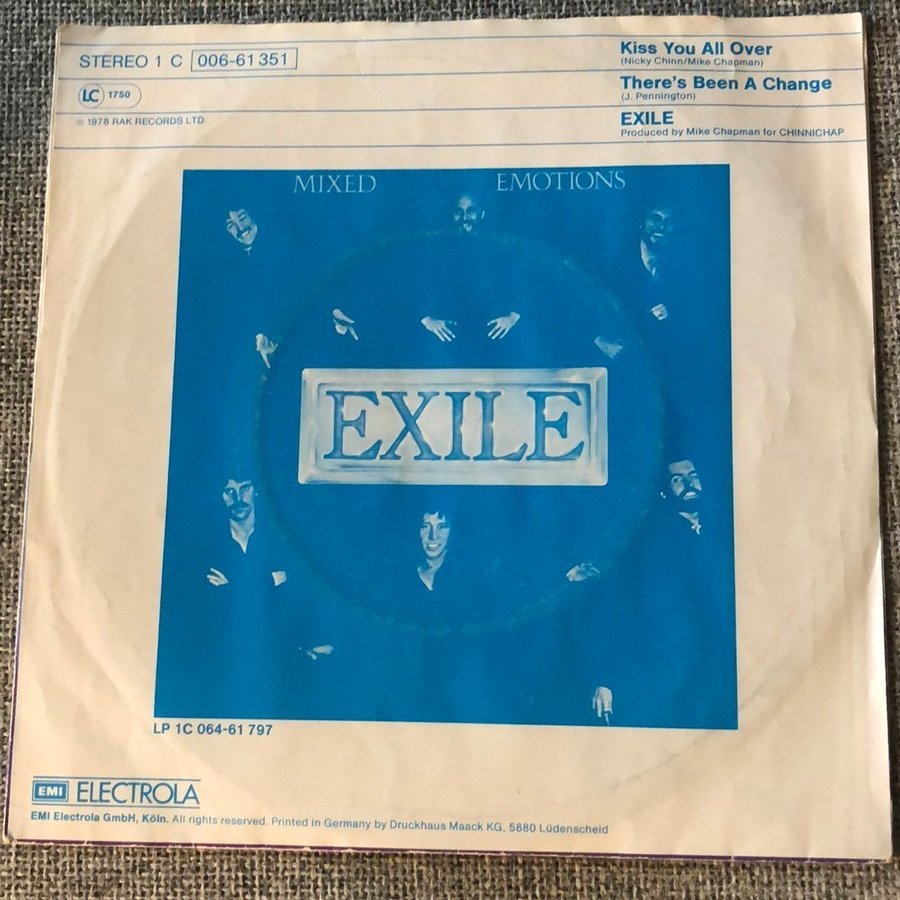 STEREO 1 C 006-61 351
LC 1750
℗ 1978 RAK RECORDS LTD.
Kiss You All Over
(Nicky Chinn/Mike Chapman)
There's Been A Change
(J. Pennington)
EXILE
Produced by Mike Chapman for CHINNICHAP
MIXED EMOTIONS
EXILE
LP 1C 064-61 797
EMI ELECTROLA
EMI Electrola GmbH, Köln. All rights reserved. Printed in Germany by Druckhaus Maack KG, 5880 Lüdenscheid